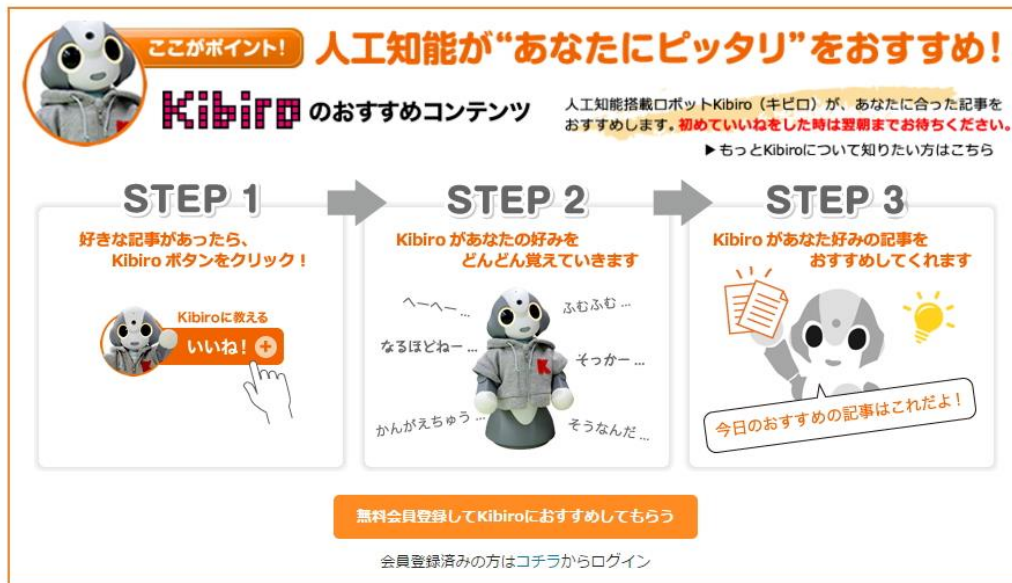 ここがポイント！
人工知能が“あなたにピッタリ”をおすすめ！
Kibiroのおすすめコンテンツ
人工知能搭載ロボットKibiro（キビロ）が、あなたに合った記事を
おすすめします。初めていいねをした時は翌朝までお待ちください。
▶もっとKibiroについて知りたい方はこちら
STEP 1
好きな記事があったら、
Kibiro ボタンをクリック！
Kibiroに教える
いいね！＋
STEP 2
Kibiro があなたの好みを
どんどん覚えていきます
へーへー ...
ふむふむ ...
なるほどねー ...
そっかー ...
かんがえちゅう ...
そうなんだ ...
K
STEP 3
Kibiro があなた好みの記事を
おすすめしてくれます
今日のおすすめの記事はこれだよ！
無料会員登録してKibiroにおすすめしてもらう
会員登録済みの方はコチラからログイン